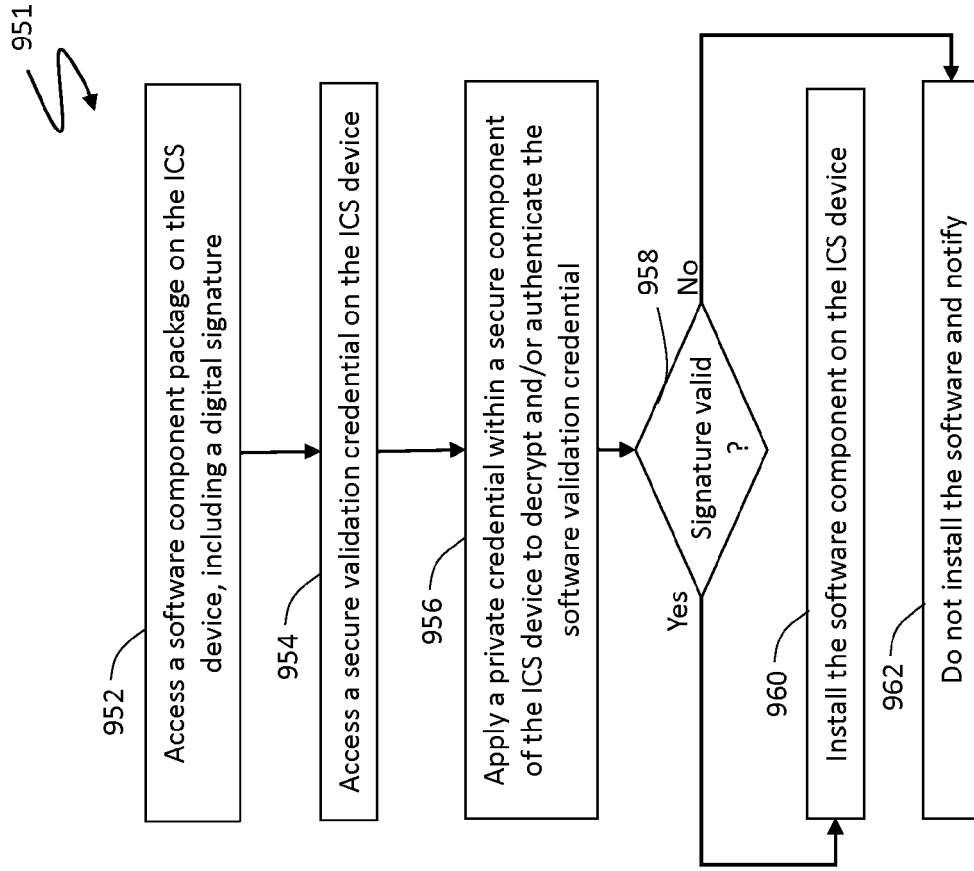 951
Access a software component package on the ICS
device, including a digital signature
952
Access a secure validation credential on the ICS device
954
Apply a private credential within a secure component
of the ICS device to decrypt and/or authenticate the
software validation credential
956
958
Signature valid
?
Yes
No
960
Install the software component on the ICS device
962
Do not install the software and notify